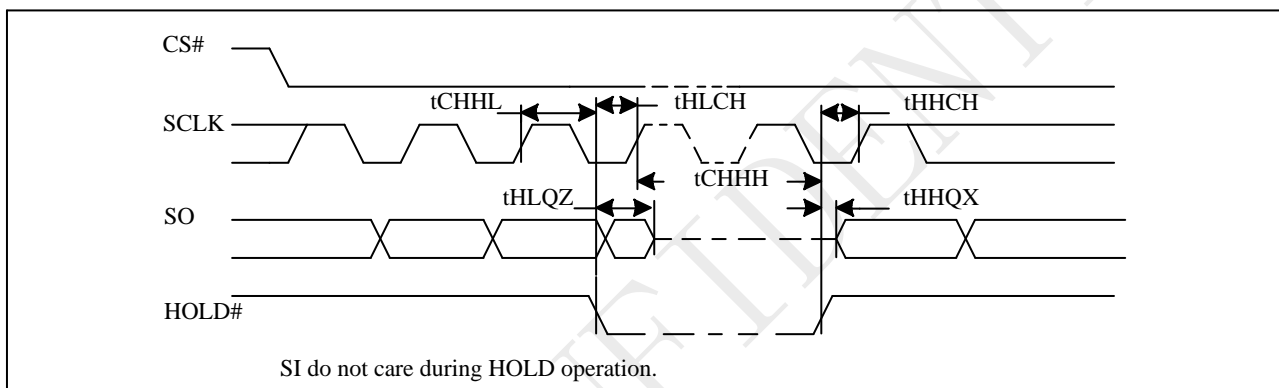 CS#
tCHHL
tHLCH
tHHCH
SCLK
tCHHH
tHLQZ
tHHQX
SO
HOLD#
SI do not care during HOLD operation.